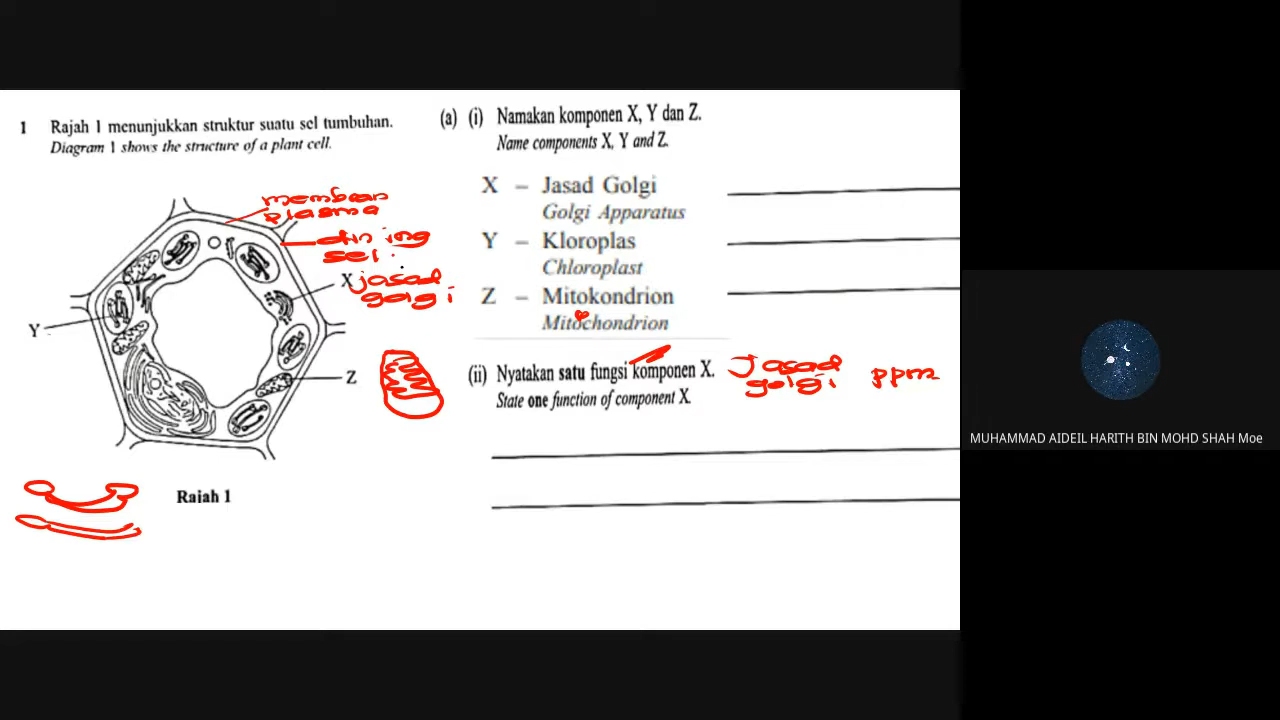 1 Rajah 1 menunjukkan struktur suatu sel tumbuhan.
Diagram 1 shows the structure of a plant cell.
membran
plasma
dinding
sel
X jasad
golgi
Y
Z
Rajah 1
(a) (i) Namakan komponen X, Y dan Z.
Name components X, Y and Z.
X – Jasad Golgi
Golgi Apparatus
Y – Kloroplas
Chloroplast
Z – Mitokondrion
Mitochondrion
(ii) Nyatakan satu fungsi komponen X.
State one function of component X.
Jasad
golgi ppm
MUHAMMAD AIDEIL HARITH BIN MOHD SHAH Moe